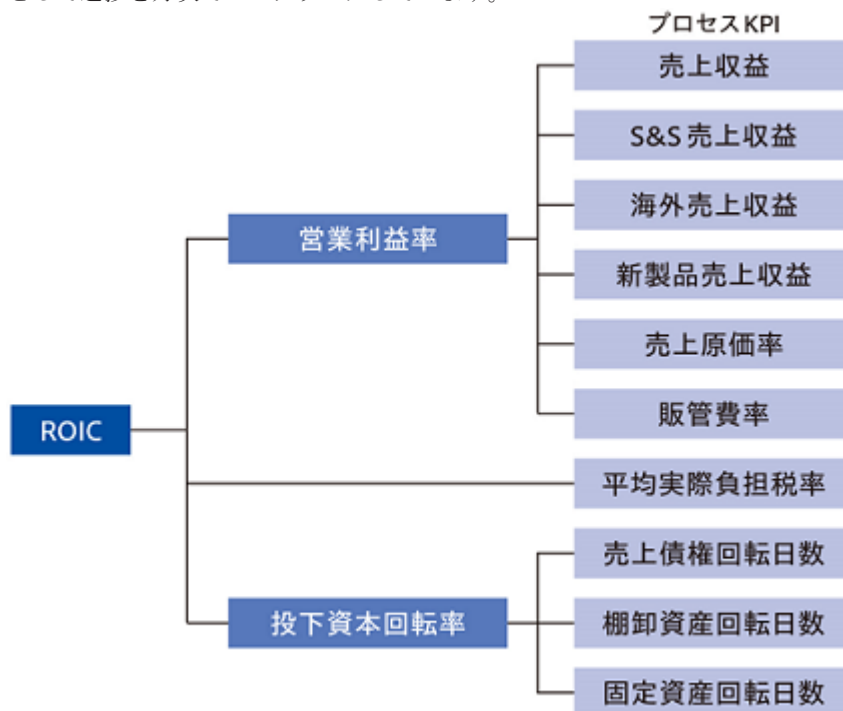 プロセスKPI
売上収益
S&S売上収益
海外売上収益
営業利益率
新製品売上収益
売上原価率
販管費率
ROIC
平均実際負担税率
売上債権回転日数
投下資本回転率
棚卸資産回転日数
固定資産回転日数